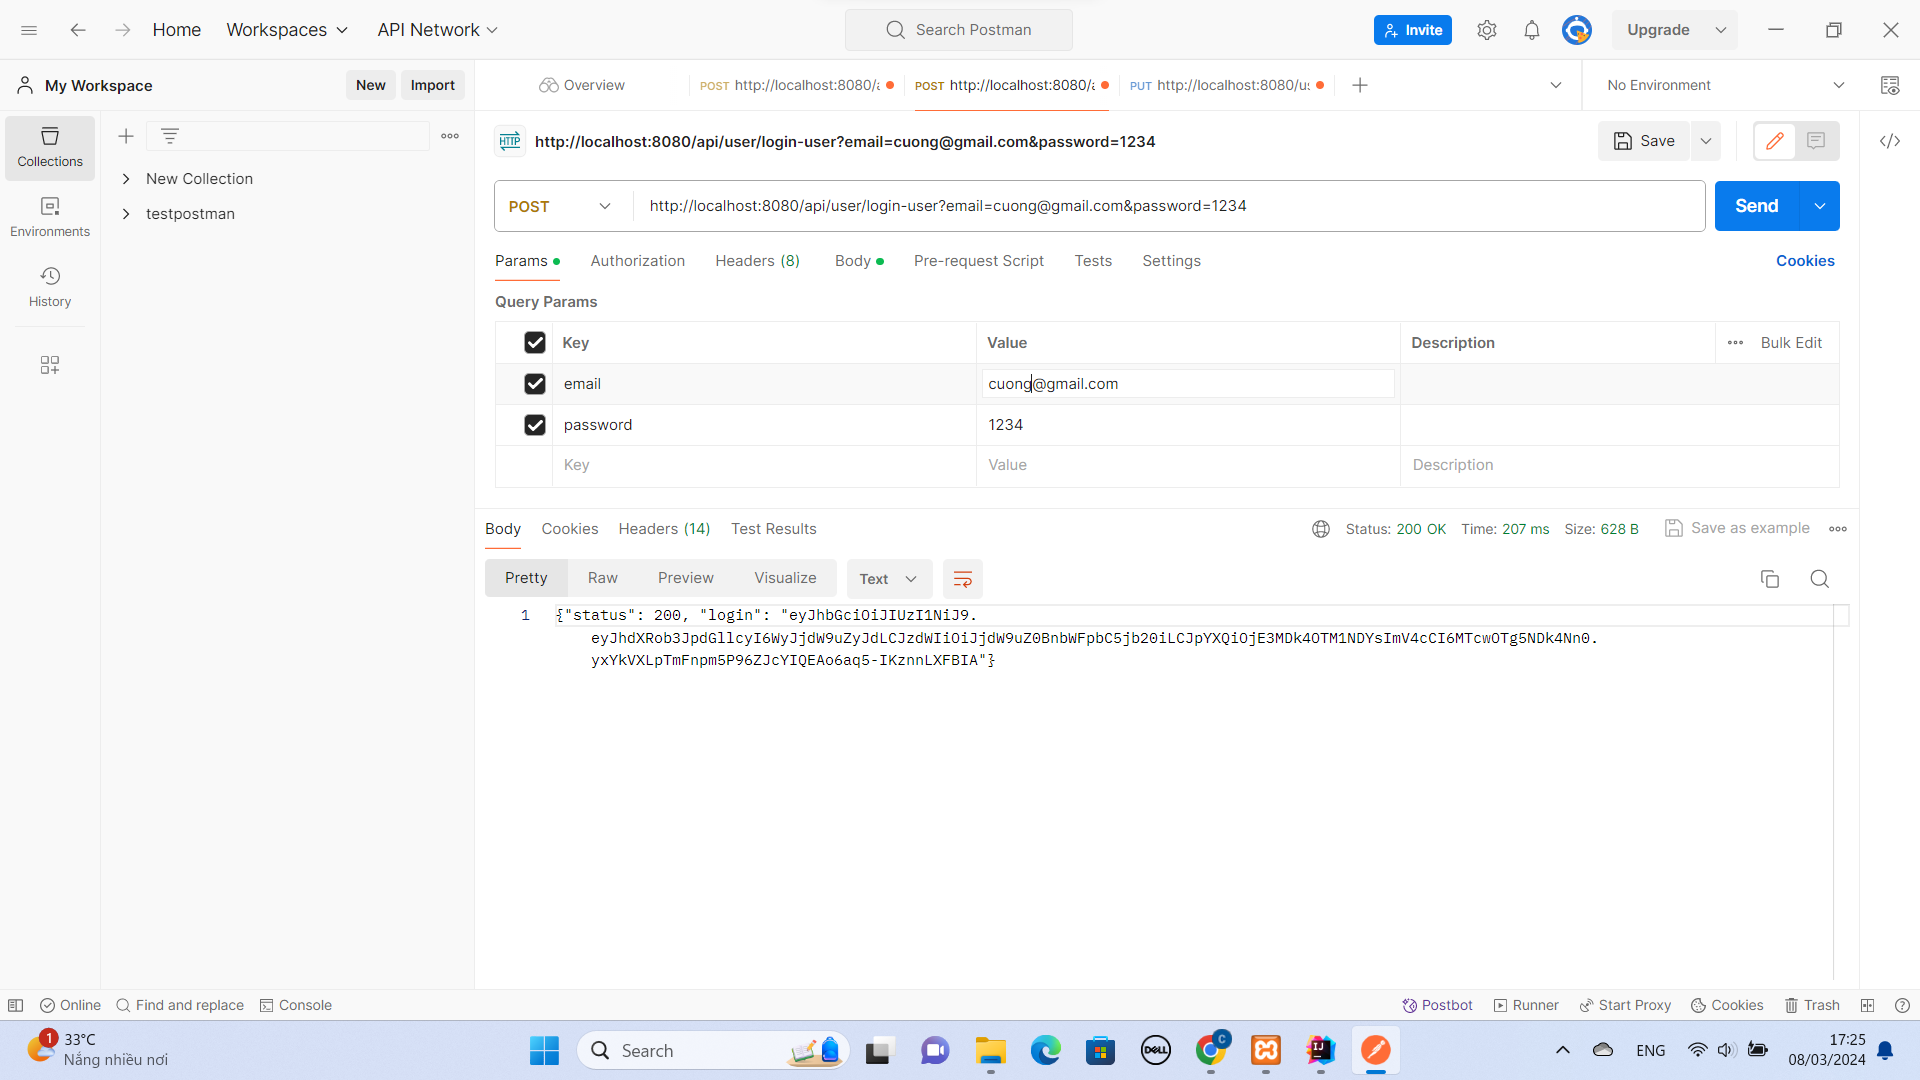 Home
Workspaces
API Network
Search Postman
Invite
Upgrade
My Workspace
New
Import
Overview
POST http://localhost:8080/a
POST http://localhost:8080/a
PUT http://localhost:8080/us
No Environment
Collections
Environments
History
New Collection
testpostman
HTTP
http://localhost:8080/api/user/login-user?email=cuong@gmail.com&password=1234
Save
POST
http://localhost:8080/api/user/login-user?email=cuong@gmail.com&password=1234
Send
Params
Authorization
Headers (8)
Body
Pre-request Script
Tests
Settings
Cookies
Query Params
Key
Value
Description
Bulk Edit
email
cuong@gmail.com
password
1234
Key
Value
Description
Body
Cookies
Headers (14)
Test Results
Status: 200 OK
Time: 207 ms
Size: 628 B
Save as example
Pretty
Raw
Preview
Visualize
Text
1
{"status": 200, "login": "eyJhbGciOiJIUzI1NiJ9.
eyJhdXRob3JpdGllcyI6WyJjdW9uZyJdLCJzdWIiOiJjdW9uZ0BnbWFpbC5jb20iLCJpYXQiOjE3MDk4OTM1NDYsImV4cCI6MTcwOTg5NDk4Nn0.
yxYkVXLpTmFnpm5P96ZJcYIQEAo6aq5-IKznnLXFBIA"}
Online
Find and replace
Console
Postbot
Runner
Start Proxy
Cookies
Trash
1
33°C
Nắng nhiều nơi
Search
DELL
C
IJ
ENG
17:25
08/03/2024